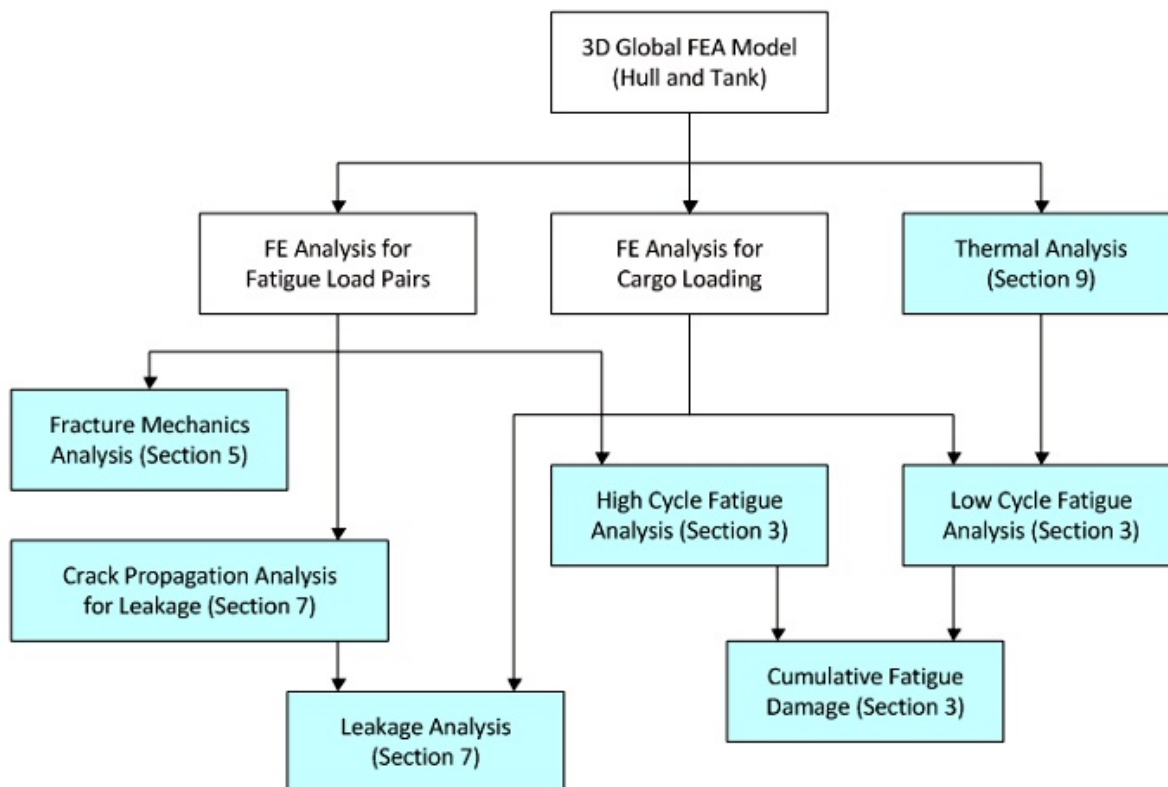 3D Global FEA Model
(Hull and Tank)
FE Analysis for
Fatigue Load Pairs
FE Analysis for
Cargo Loading
Thermal Analysis
(Section 9)
Fracture Mechanics
Analysis (Section 5)
High Cycle Fatigue
Analysis (Section 3)
Low Cycle Fatigue
Analysis (Section 3)
Crack Propagation Analysis
for Leakage (Section 7)
Cumulative Fatigue
Damage (Section 3)
Leakage Analysis
(Section 7)